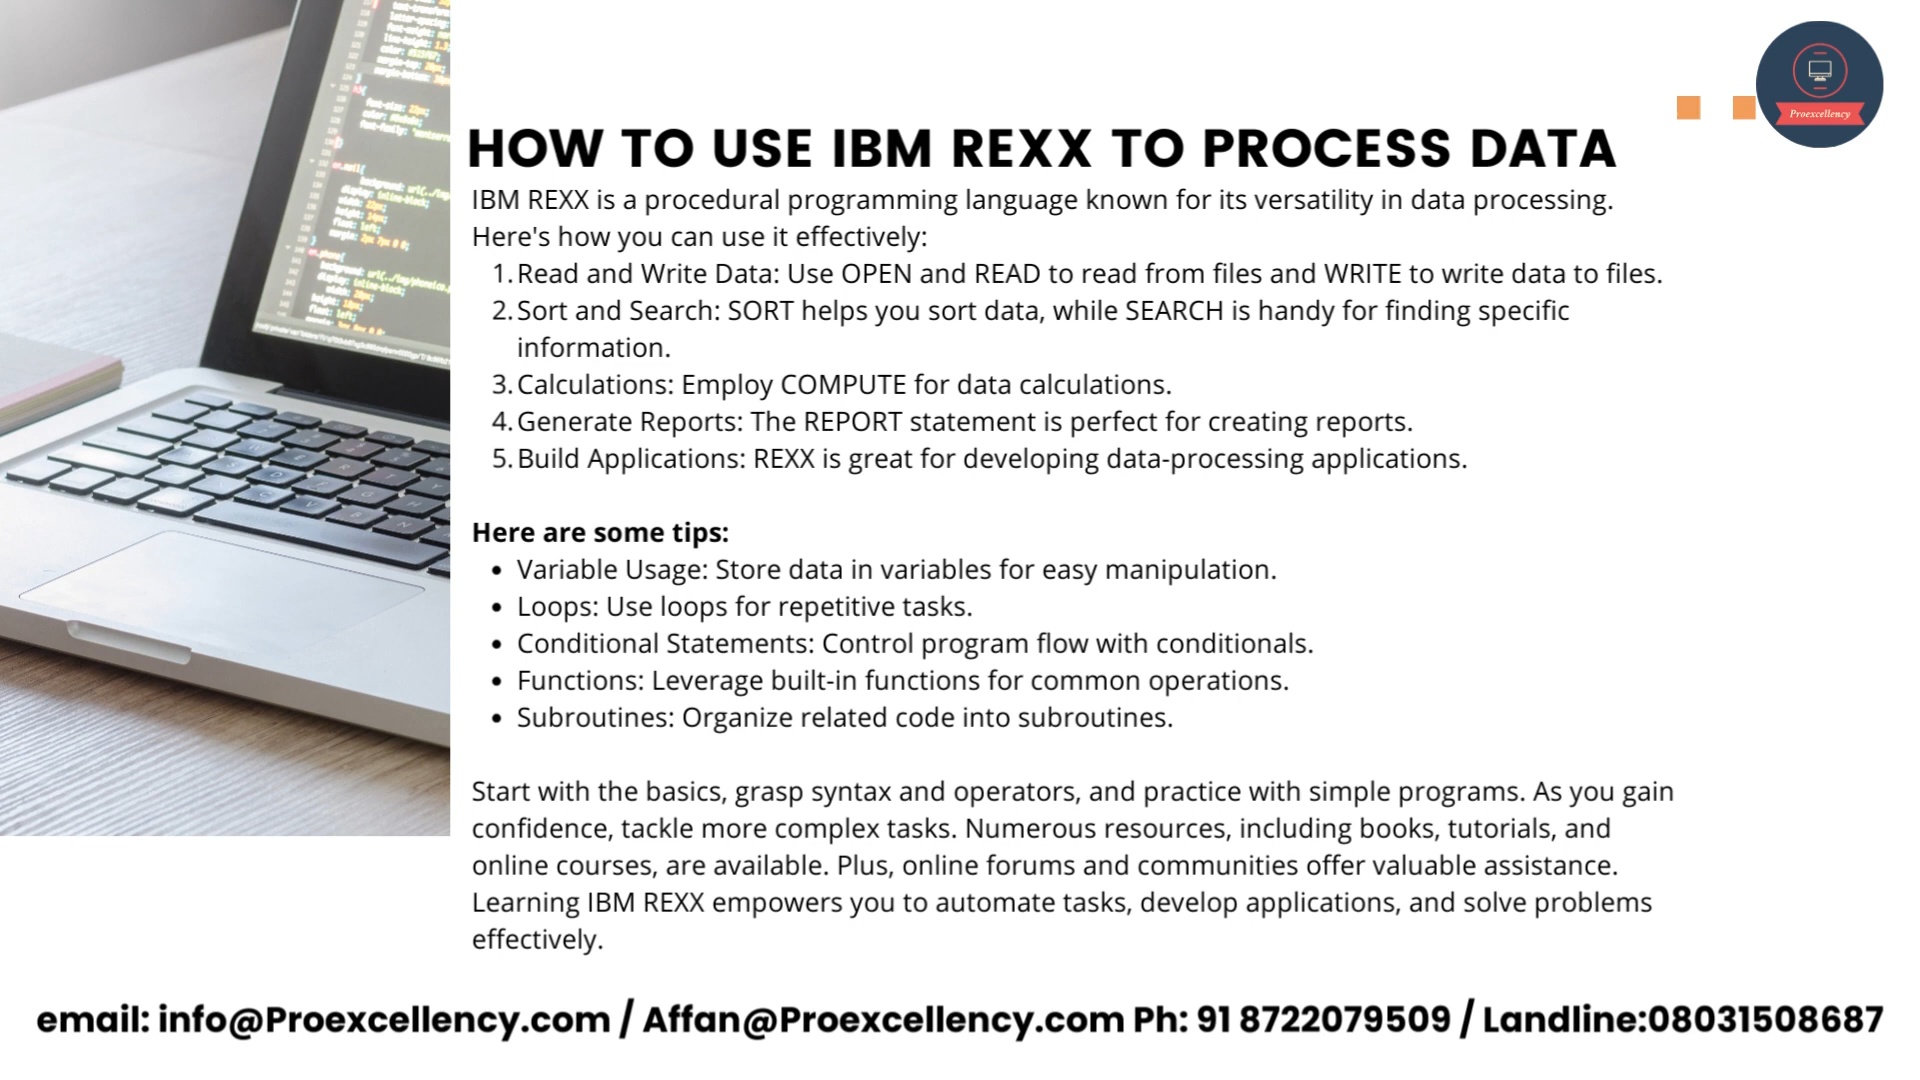 Proexcellency
HOW TO USE IBM REXX TO PROCESS DATA
IBM REXX is a procedural programming language known for its versatility in data processing.
Here's how you can use it effectively:
1. Read and Write Data: Use OPEN and READ to read from files and WRITE to write data to files.
2. Sort and Search: SORT helps you sort data, while SEARCH is handy for finding specific
information.
3. Calculations: Employ COMPUTE for data calculations.
4. Generate Reports: The REPORT statement is perfect for creating reports.
5. Build Applications: REXX is great for developing data-processing applications.
Here are some tips:
• Variable Usage: Store data in variables for easy manipulation.
• Loops: Use loops for repetitive tasks.
• Conditional Statements: Control program flow with conditionals.
• Functions: Leverage built-in functions for common operations.
• Subroutines: Organize related code into subroutines.
Start with the basics, grasp syntax and operators, and practice with simple programs. As you gain
confidence, tackle more complex tasks. Numerous resources, including books, tutorials, and
online courses, are available. Plus, online forums and communities offer valuable assistance.
Learning IBM REXX empowers you to automate tasks, develop applications, and solve problems
effectively.
email: info@Proexcellency.com / Affan@Proexcellency.com Ph: 91 8722079509 / Landline:08031508687